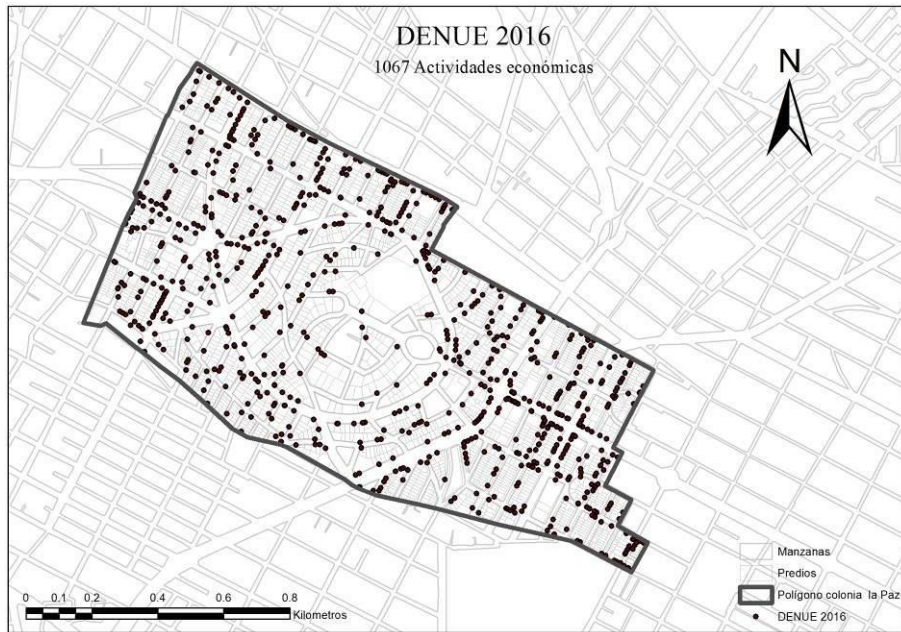 DENUE 2016
1067 Actividades económicas
N
Manzanas
Predios
Polígono colonia la Paz
DENUE 2016
0 0.1 0.2 0.4 0.6 0.8
Kilometros